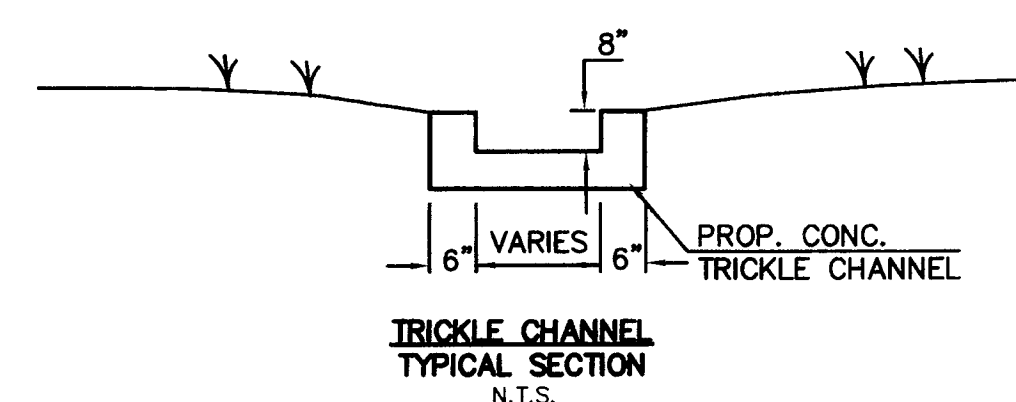 8"
6" VARIES 6"
PROP. CONC.
TRICKLE CHANNEL
TRICKLE CHANNEL
TYPICAL SECTION
N.T.S.